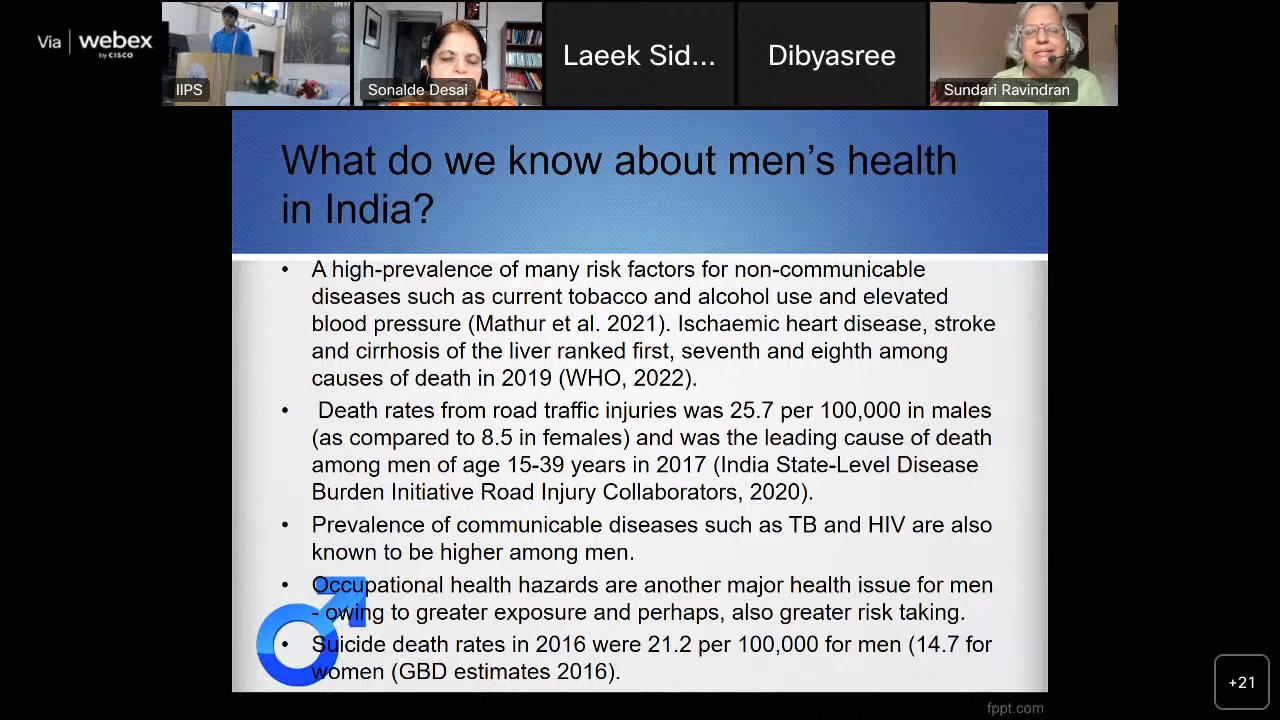 Via | webex
by CISCO
IIPS
Sonalde Desai
Laeek Sid...
Dibyasree
Sundari Ravindran
What do we know about men’s health
in India?
• A high-prevalence of many risk factors for non-communicable
diseases such as current tobacco and alcohol use and elevated
blood pressure (Mathur et al. 2021). Ischaemic heart disease, stroke
and cirrhosis of the liver ranked first, seventh and eighth among
causes of death in 2019 (WHO, 2022).
• Death rates from road traffic injuries was 25.7 per 100,000 in males
(as compared to 8.5 in females) and was the leading cause of death
among men of age 15-39 years in 2017 (India State-Level Disease
Burden Initiative Road Injury Collaborators, 2020).
• Prevalence of communicable diseases such as TB and HIV are also
known to be higher among men.
• Occupational health hazards are another major health issue for men
- owing to greater exposure and perhaps, also greater risk taking.
• Suicide death rates in 2016 were 21.2 per 100,000 for men (14.7 for
women (GBD estimates 2016).
+21
fppt.com